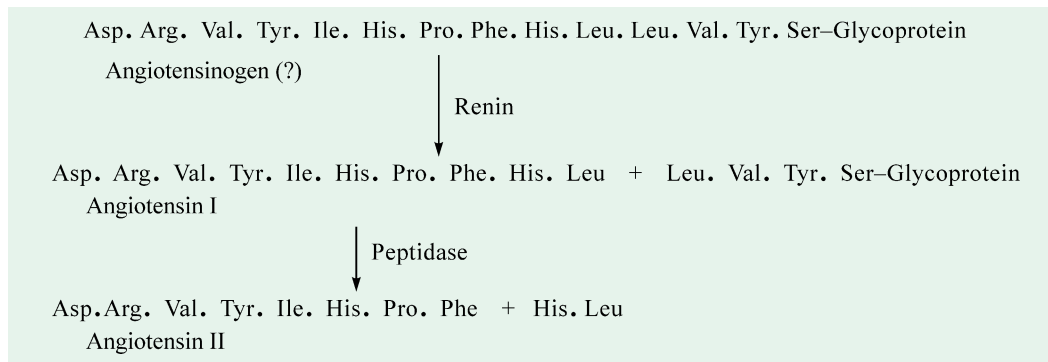 Asp. Arg. Val. Tyr. Ile. His. Pro. Phe. His. Leu. Leu. Val. Tyr. Ser–Glycoprotein
Angiotensinogen (?)
Renin
Asp. Arg. Val. Tyr. Ile. His. Pro. Phe. His. Leu + Leu. Val. Tyr. Ser–Glycoprotein
Angiotensin I
Peptidase
Asp. Arg. Val. Tyr. Ile. His. Pro. Phe + His. Leu
Angiotensin II